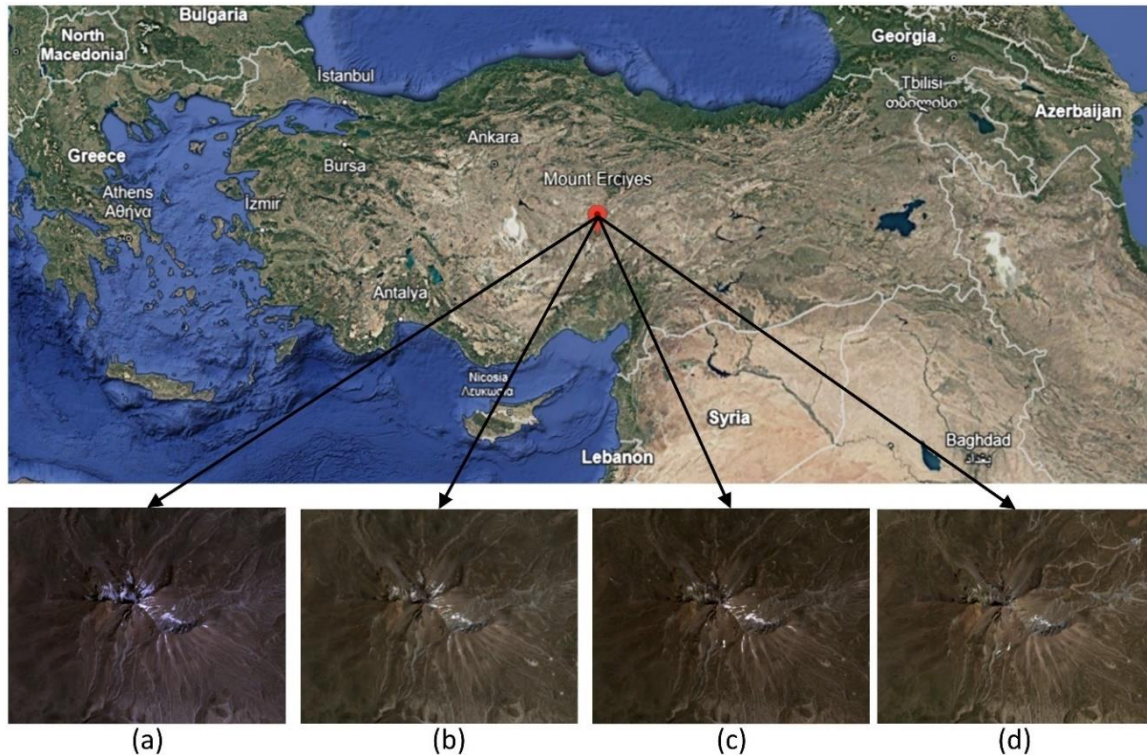 Bulgaria
North
Macedonia
Georgia
İstanbul
Tbilisi
თბილისი
Azerbaijan
Ankara
Greece
Bursa
Mount Erciyes
Athens
Αθήνα
İzmir
Antalya
Nicosia
Λευκωσία
Syria
Baghdad
بغداد
Lebanon
(a)
(b)
(c)
(d)